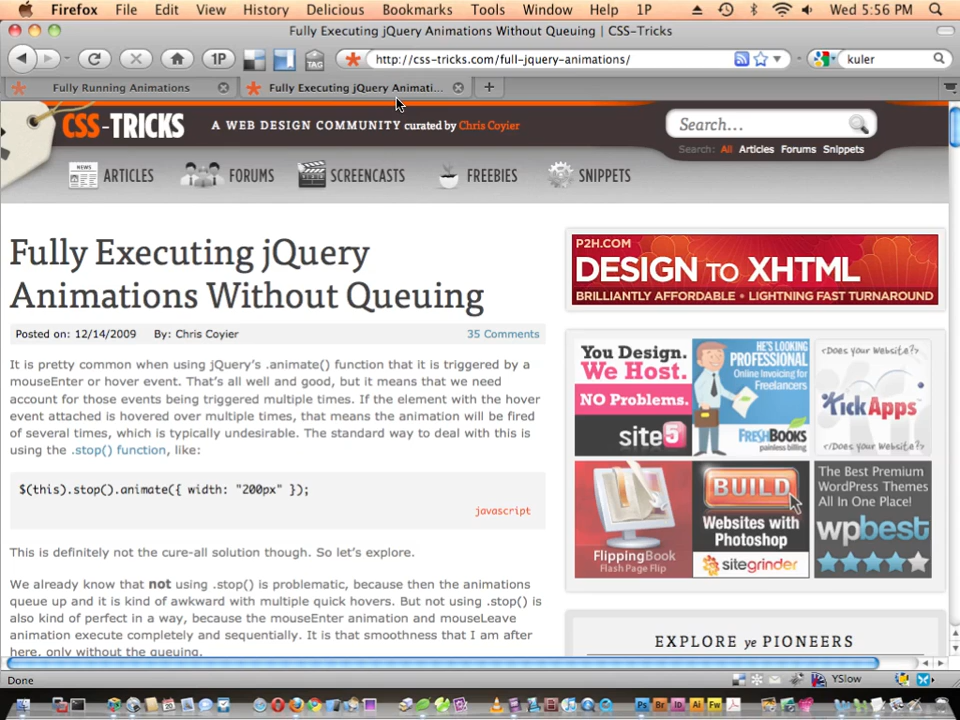 Firefox File Edit View History Delicious Bookmarks Tools Window Help 1P Wed 5:56 PM
Fully Executing jQuery Animations Without Queuing | CSS-Tricks
1P TAG http://css-tricks.com/full-jquery-animations/ kuler
Fully Running Animations Fully Executing jQuery Animati... +
CSS-TRICKS A WEB DESIGN COMMUNITY curated by Chris Coyier Search...
Search: All Articles Forums Snippets
NEWS ARTICLES FORUMS SCREENCASTS FREEBIES SNIPPETS
Fully Executing jQuery
Animations Without Queuing
Posted on: 12/14/2009 By: Chris Coyier 35 Comments
It is pretty common when using jQuery's .animate() function that it is triggered by a
mouseEnter or hover event. That's all well and good, but it means that we need
account for those events being triggered multiple times. If the element with the hover
event attached is hovered over multiple times, that means the animation will be fired
of several times, which is typically undesirable. The standard way to deal with this is
using the .stop() function, like:
$(this).stop().animate({ width: "200px" });
javascript
This is definitely not the cure-all solution though. So let's explore.
We already know that not using .stop() is problematic, because then the animations
queue up and it is kind of awkward with multiple quick hovers. But not using .stop() is
also kind of perfect in a way, because the mouseEnter animation and mouseLeave
animation execute completely and sequentially. It is that smoothness that I am after
here, only without the queuing.
P2H.COM
DESIGN TO XHTML
BRILLIANTLY AFFORDABLE • LIGHTNING FAST TURNAROUND
You Design.
We Host.
NO Problems.
site5
HE'S LOOKING
PROFESSIONAL
Online Invoicing for
Freelancers
FRESHBOOKS
painless billing
<Does your Website?>
TickApps
</Does your Website?>
FlippingBook
Flash Page Flip
BUILD
Websites with
Photoshop
sitegrinder
The Best Premium
WordPress Themes
All In One Place!
wpbest
EXPLORE ye PIONEERS
Done YSlow
Ps Br Id Ai Fw